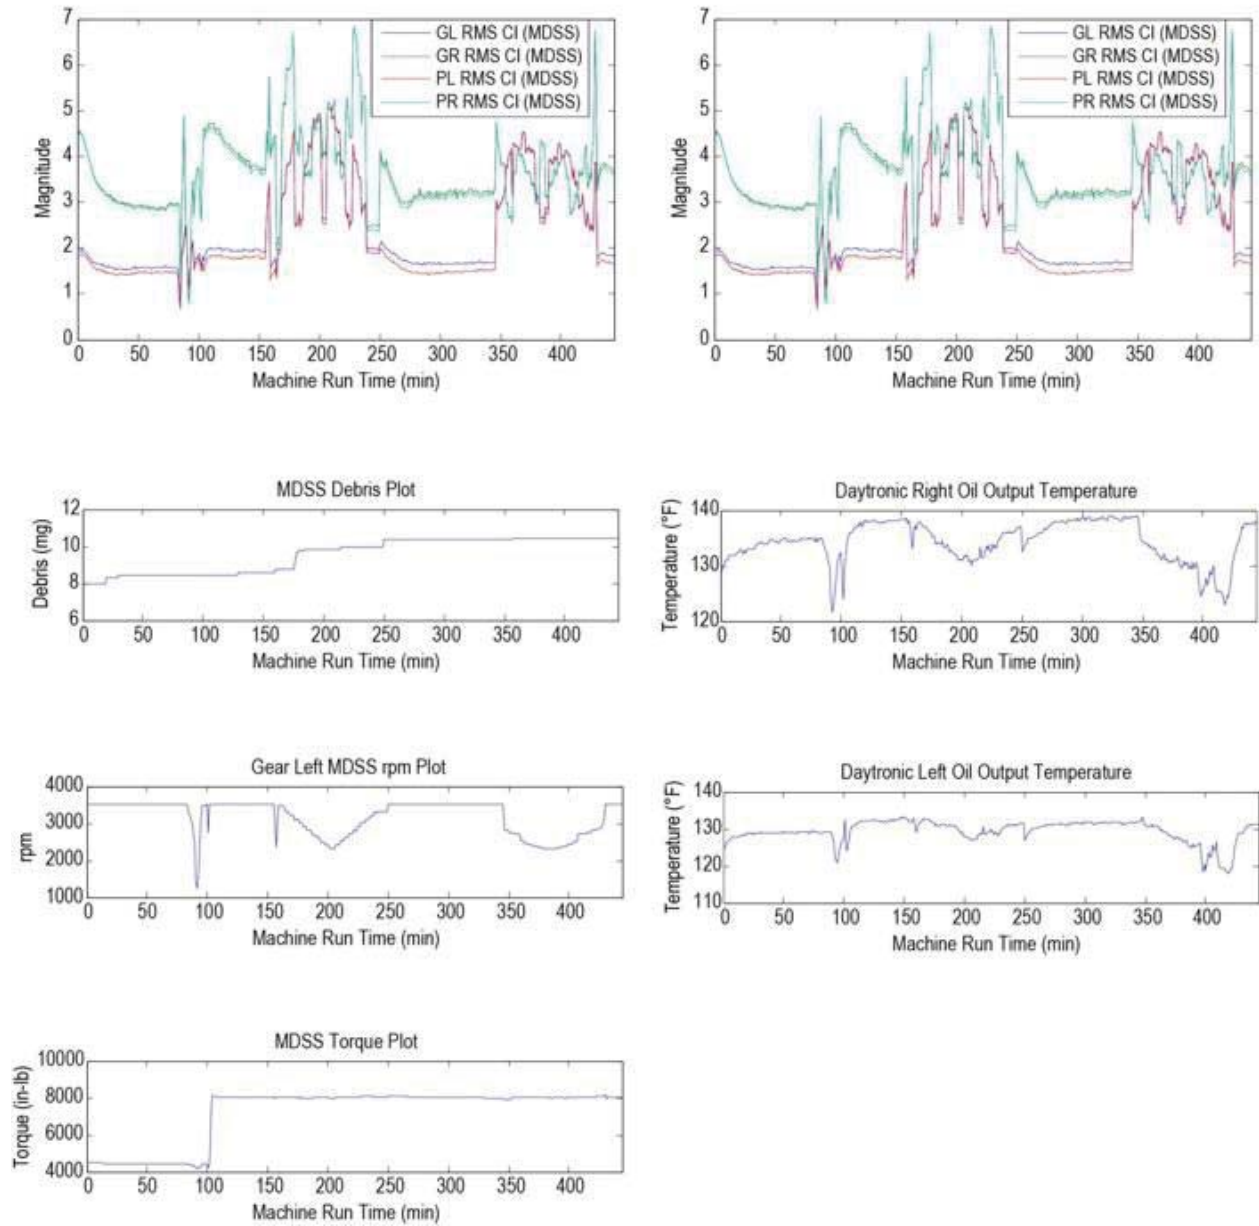 7
6
5
4
3
2
1
0
Magnitude
GL RMS CI (MDSS)
GR RMS CI (MDSS)
PL RMS CI (MDSS)
PR RMS CI (MDSS)
0 50 100 150 200 250 300 350 400
Machine Run Time (min)
7
6
5
4
3
2
1
0
Magnitude
GL RMS CI (MDSS)
GR RMS CI (MDSS)
PL RMS CI (MDSS)
PR RMS CI (MDSS)
0 50 100 150 200 250 300 350 400
Machine Run Time (min)
MDSS Debris Plot
12
10
8
6
Debris (mg)
0 50 100 150 200 250 300 350 400
Machine Run Time (min)
Daytronic Right Oil Output Temperature
140
130
120
Temperature (°F)
0 50 100 150 200 250 300 350 400
Machine Run Time (min)
Gear Left MDSS rpm Plot
4000
3000
2000
1000
rpm
0 50 100 150 200 250 300 350 400
Machine Run Time (min)
Daytronic Left Oil Output Temperature
140
130
120
110
Temperature (°F)
0 50 100 150 200 250 300 350 400
Machine Run Time (min)
MDSS Torque Plot
10000
8000
6000
4000
Torque (in-lb)
0 50 100 150 200 250 300 350 400
Machine Run Time (min)